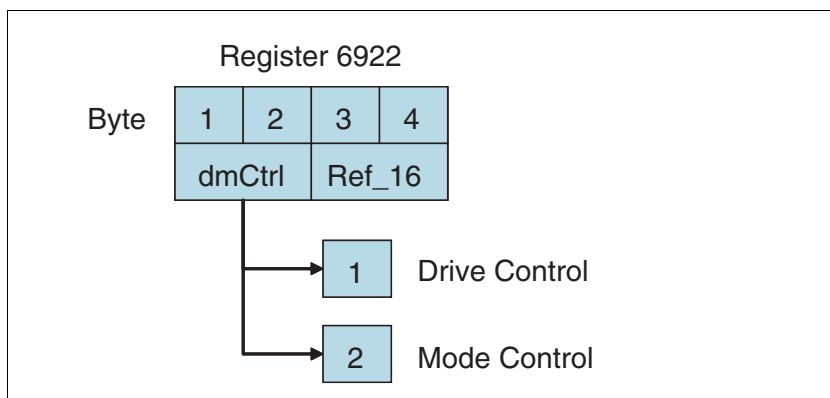 Register 6922
Byte 1 2 3 4
dmCtrl Ref_16
1 Drive Control
2 Mode Control